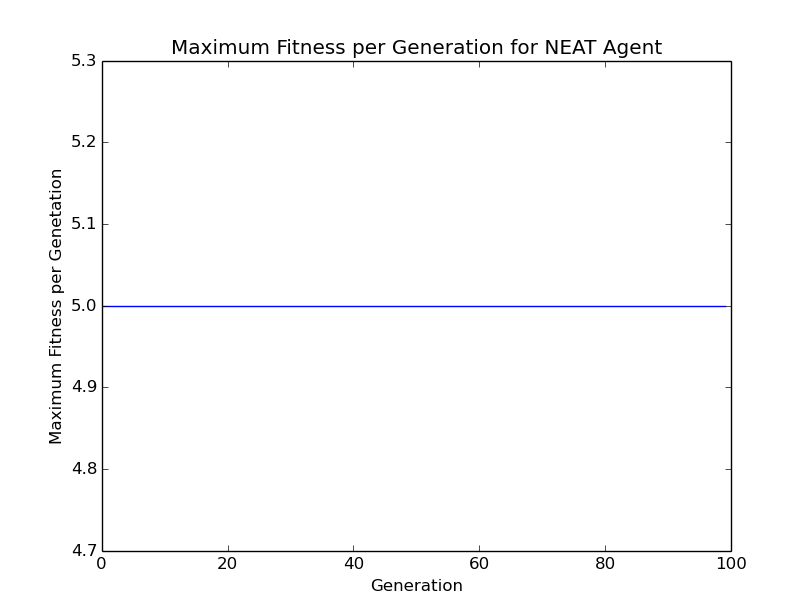 Maximum Fitness per Generation for NEAT Agent
5.3
5.2
5.1
5.0
4.9
4.8
4.7
Maximum Fitness per Genetation
0 20 40 60 80 100
Generation